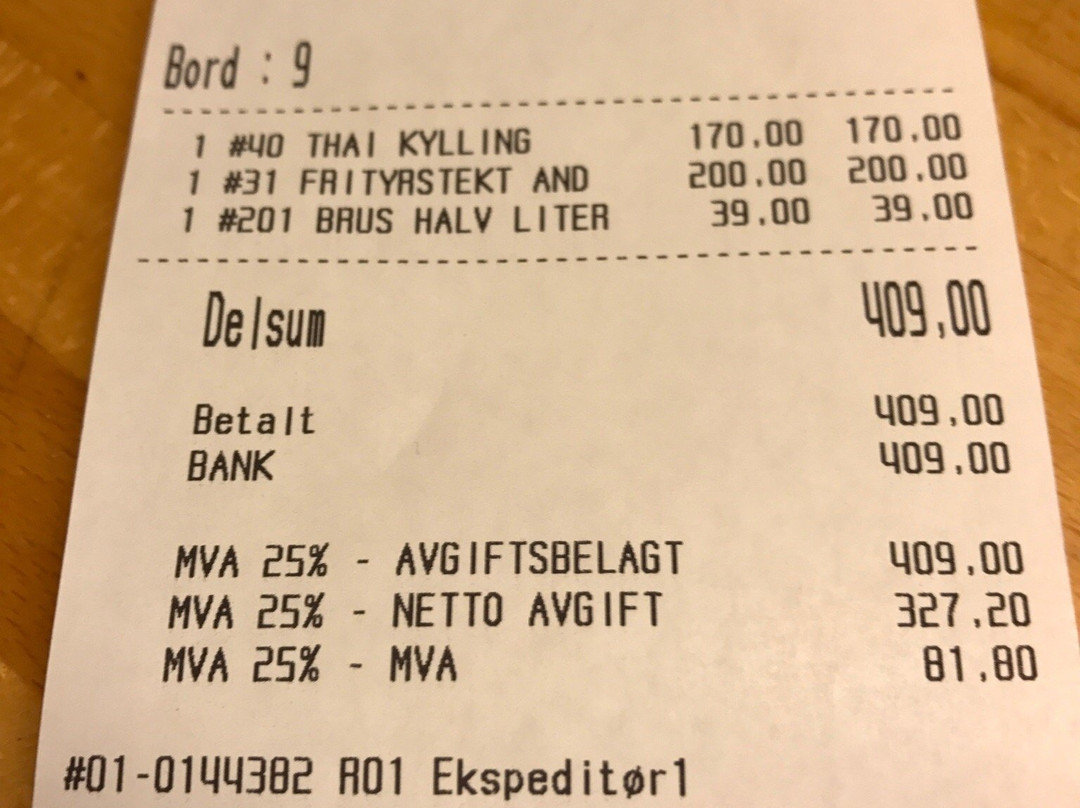 Bord : 9
1 #40 THAI KYLLING 170,00 170,00
1 #31 FRITYRSTEKT AND 200,00 200,00
1 #201 BRUS HALV LITER 39,00 39,00
Delsum 409,00
Betalt 409,00
BANK 409,00
MVA 25% - AVGIFTSBELAGT 409,00
MVA 25% - NETTO AVGIFT 327,20
MVA 25% - MVA 81,80
#01-0144382 R01 Ekspeditør1